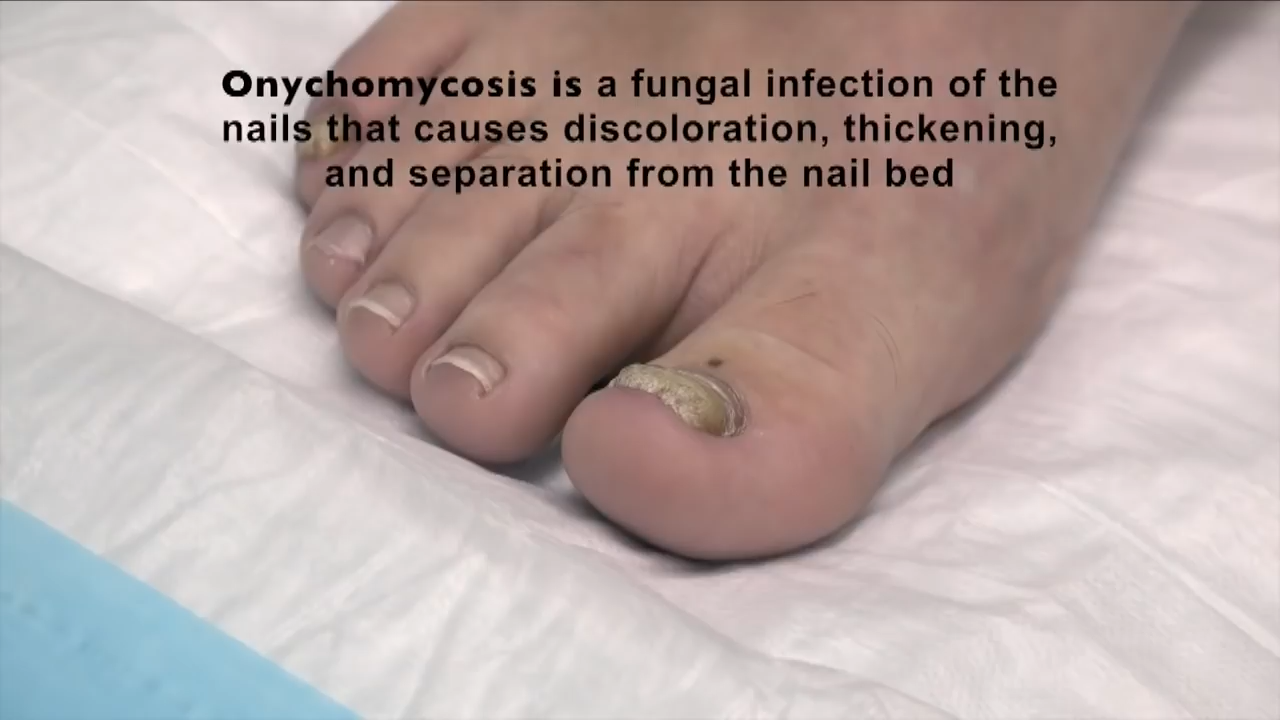 Onychomycosis is a fungal infection of the
nails that causes discoloration, thickening,
and separation from the nail bed